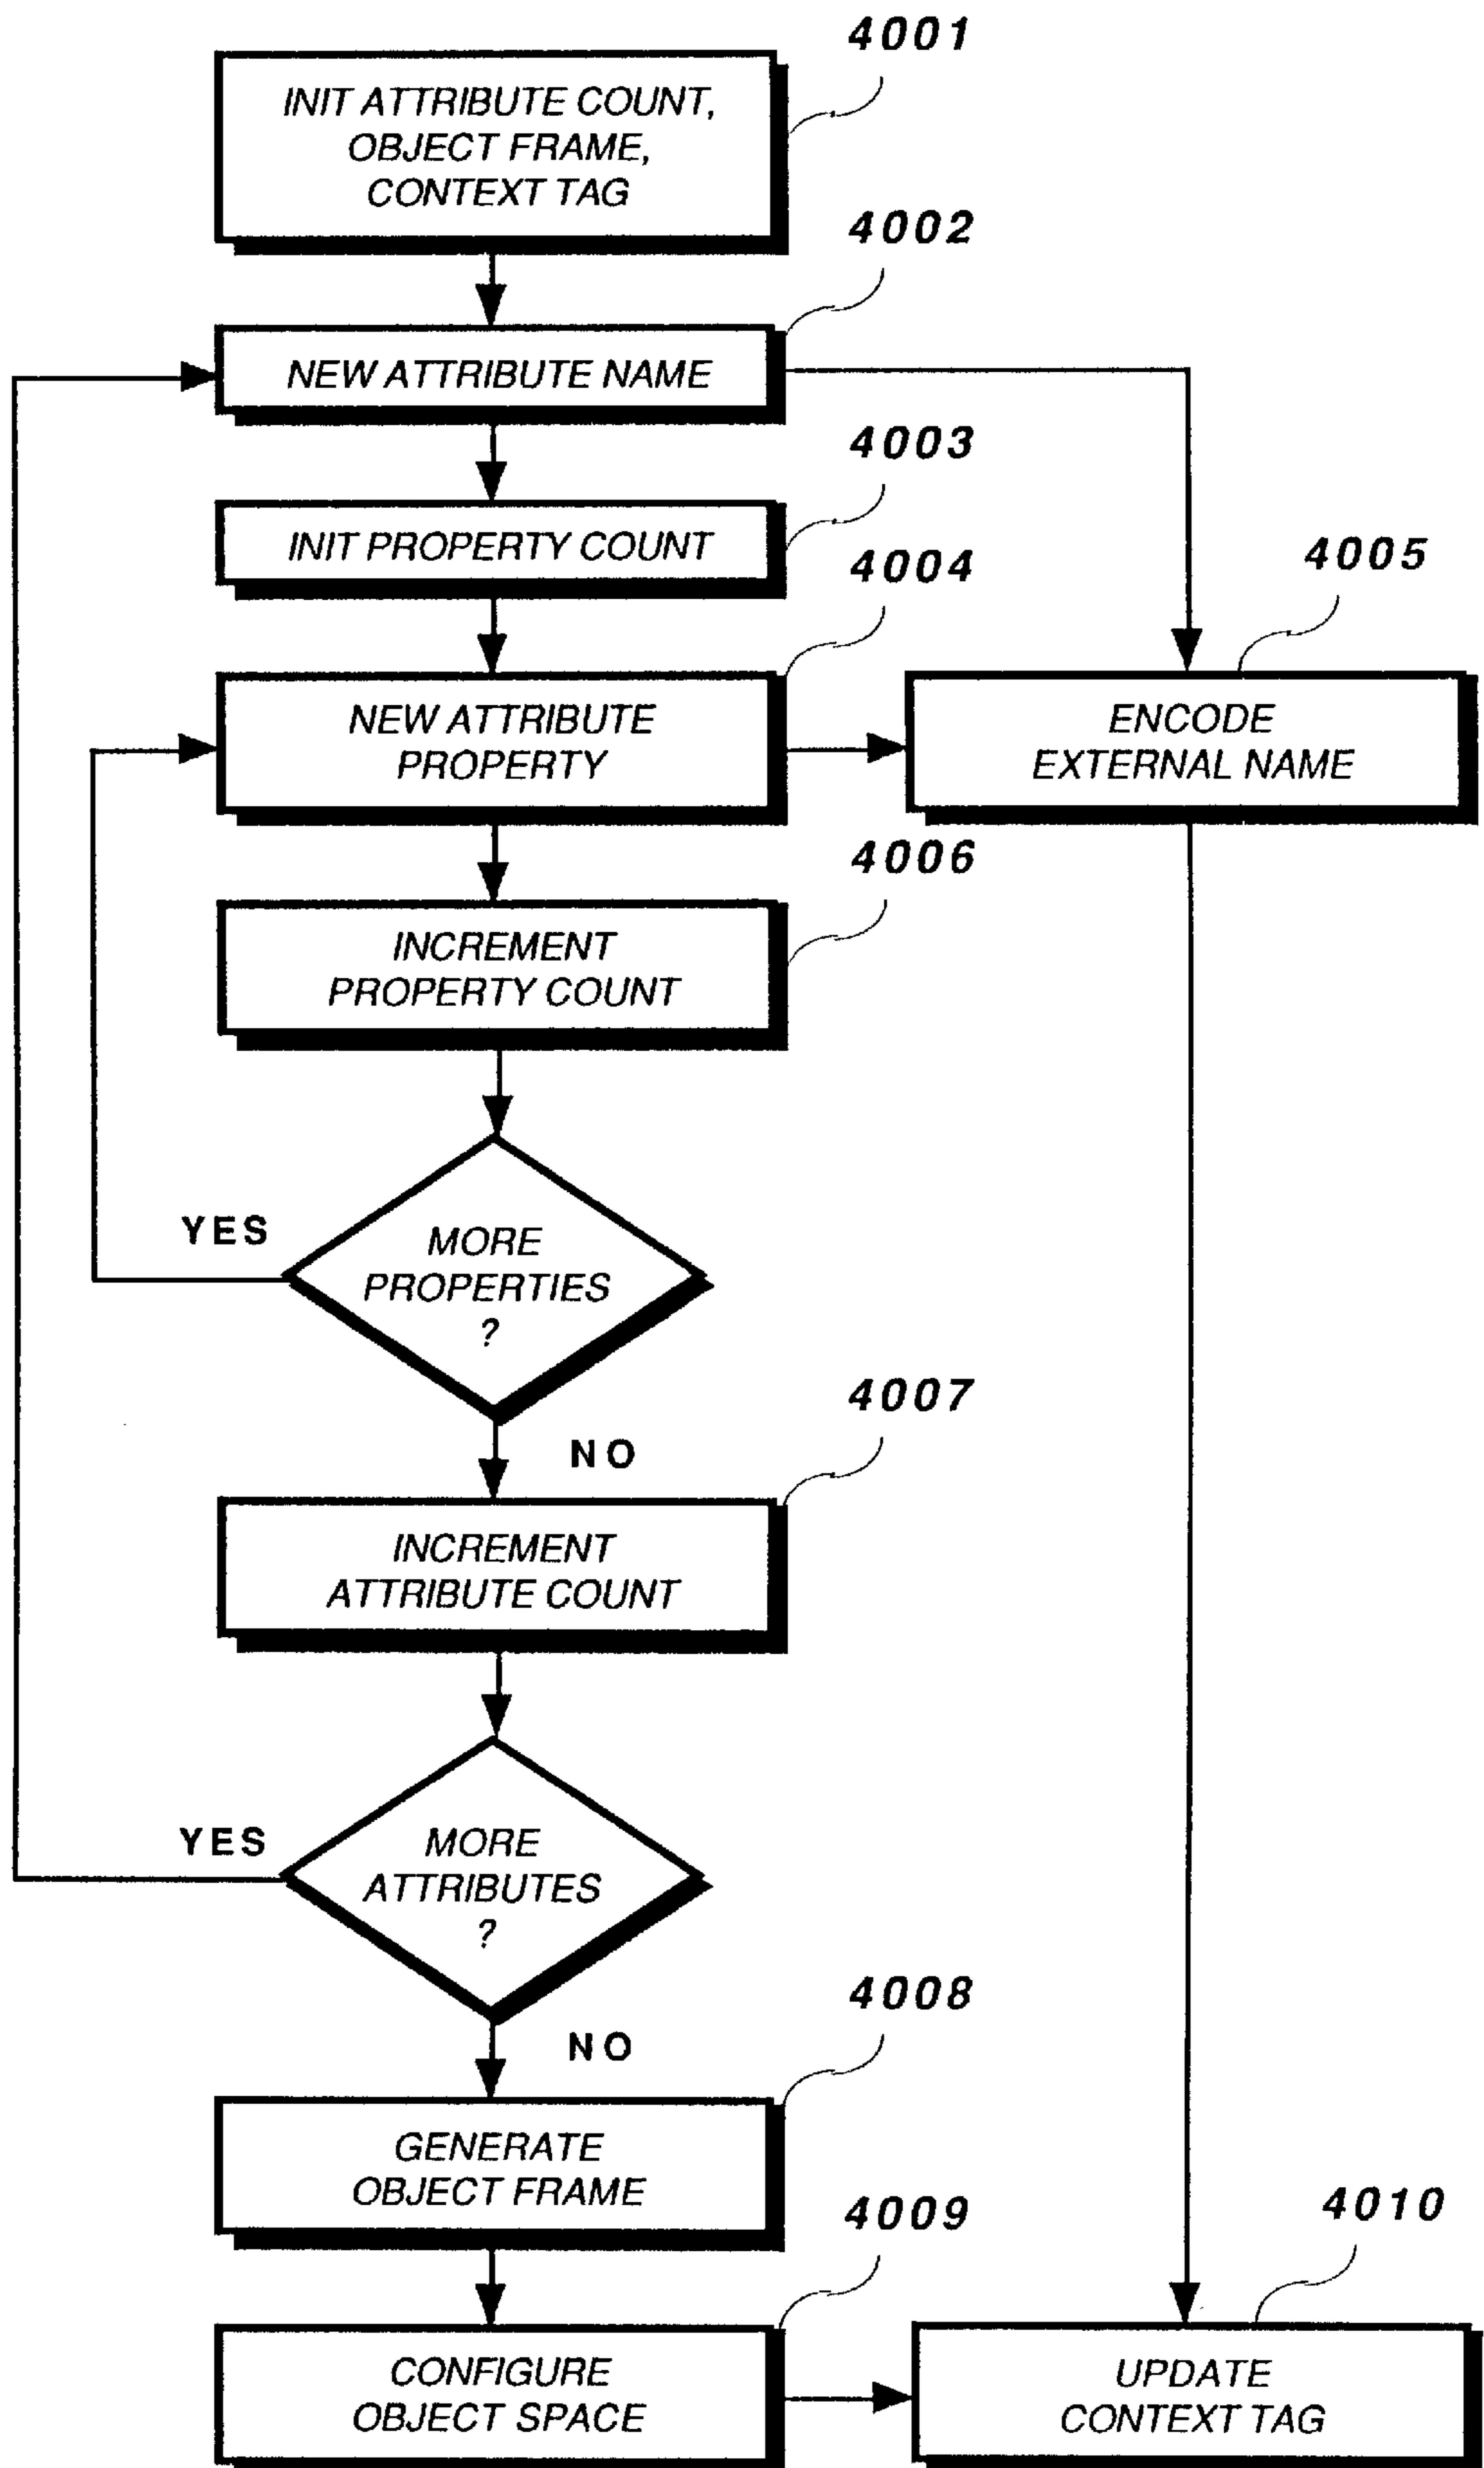 4001
INIT ATTRIBUTE COUNT,
OBJECT FRAME,
CONTEXT TAG
4002
NEW ATTRIBUTE NAME
4003
INIT PROPERTY COUNT
4004
4005
NEW ATTRIBUTE
PROPERTY
ENCODE
EXTERNAL NAME
4006
INCREMENT
PROPERTY COUNT
YES
MORE
PROPERTIES
?
4007
NO
INCREMENT
ATTRIBUTE COUNT
YES
MORE
ATTRIBUTES
?
4008
NO
GENERATE
OBJECT FRAME
4009
4010
CONFIGURE
OBJECT SPACE
UPDATE
CONTEXT TAG